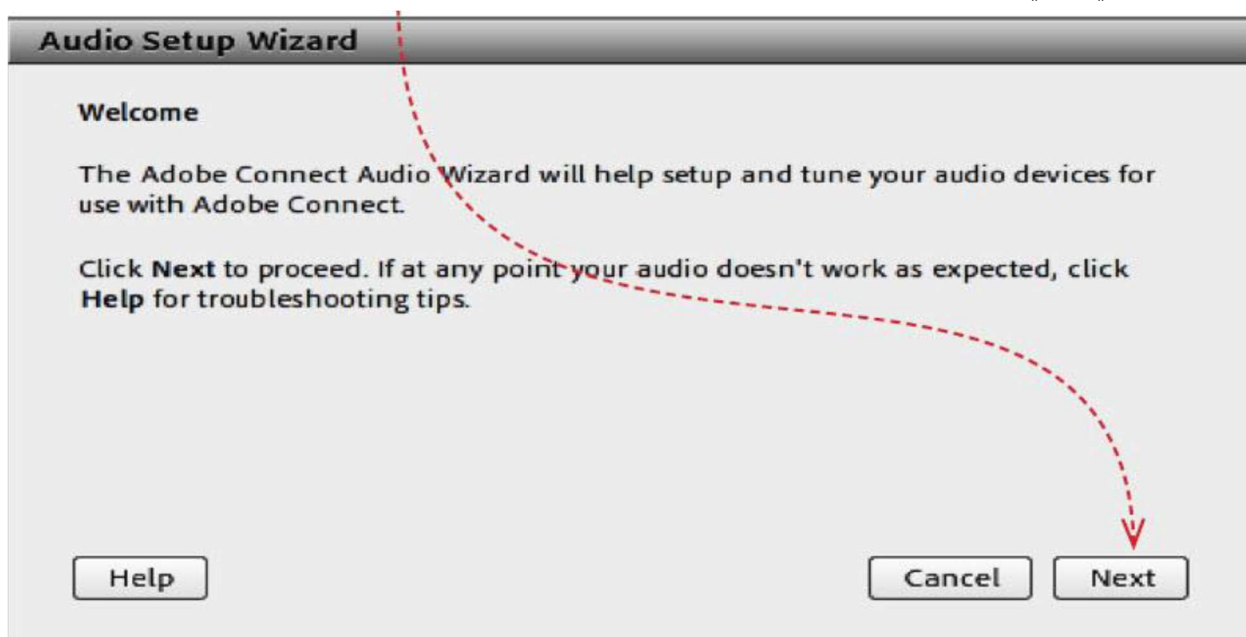 Audio Setup Wizard
Welcome
The Adobe Connect Audio Wizard will help setup and tune your audio devices for
use with Adobe Connect.
Click Next to proceed. If at any point your audio doesn't work as expected, click
Help for troubleshooting tips.
Help
Cancel
Next